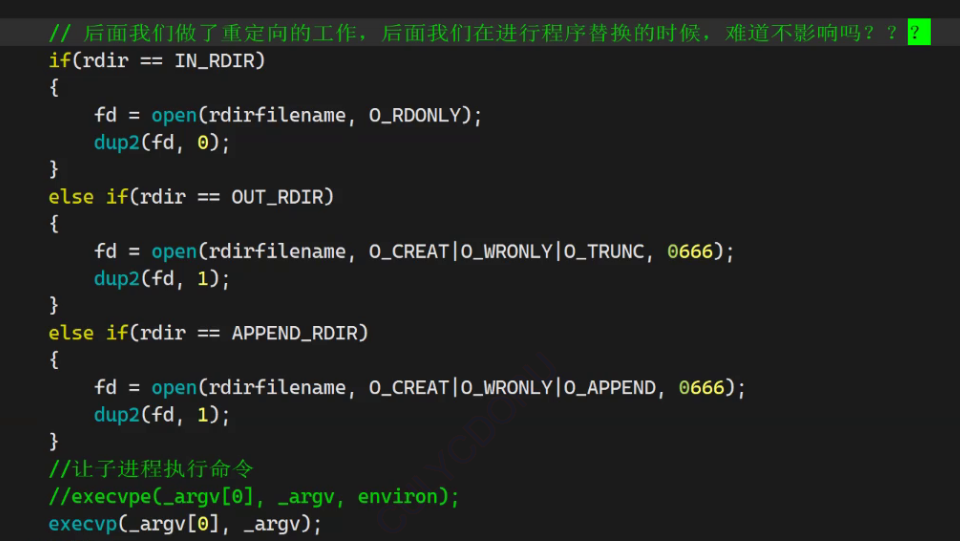 // 后面我们做了重定向的工作，后面我们在进行程序替换的时候，难道不影响吗？？？
if(rdir == IN_RDIR)
{
    fd = open(rdirfilename, O_RDONLY);
    dup2(fd, 0);
}
else if(rdir == OUT_RDIR)
{
    fd = open(rdirfilename, O_CREAT|O_WRONLY|O_TRUNC, 0666);
    dup2(fd, 1);
}
else if(rdir == APPEND_RDIR)
{
    fd = open(rdirfilename, O_CREAT|O_WRONLY|O_APPEND, 0666);
    dup2(fd, 1);
}
//让子进程执行命令
//execvpe(_argv[0], _argv, environ);
execvp(_argv[0], _argv);